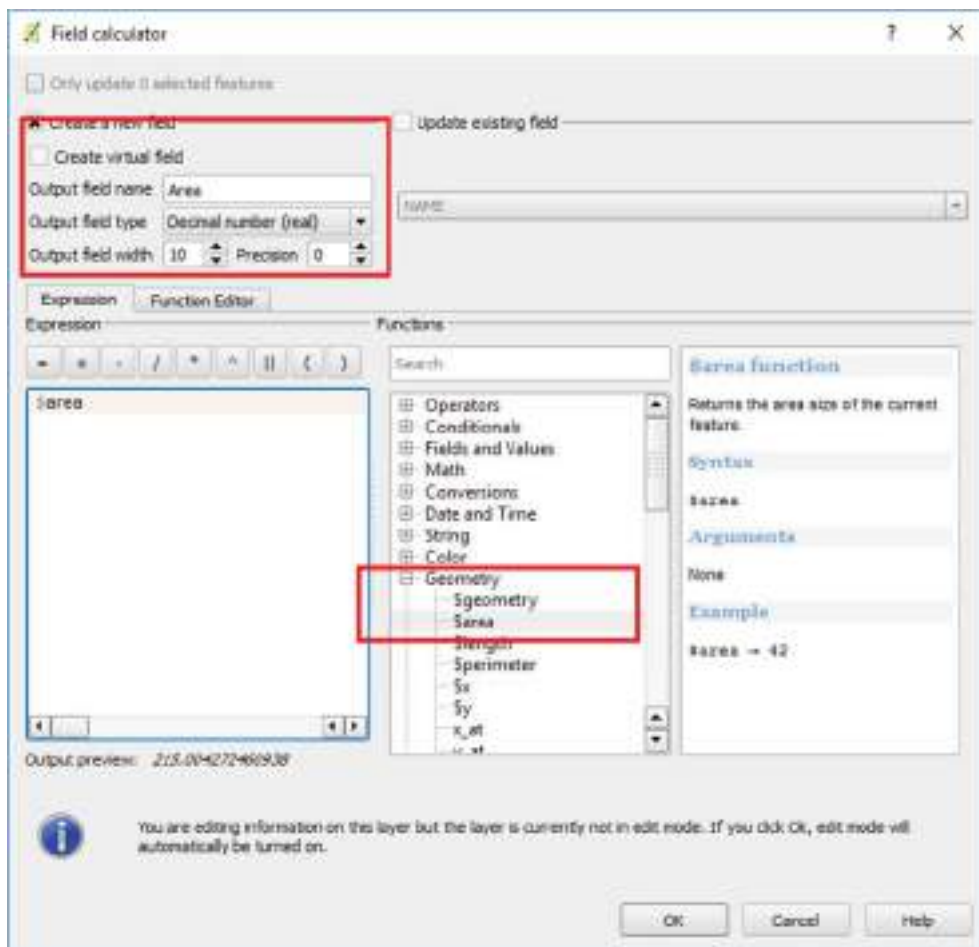 Field calculator
?
Only update 0 selected features
Create a new field
Update existing field
Create virtual field
Output field name Area
NAME
Output field type Decimal number (real)
Output field width 10 Precision 0
Expression Function Editor
Expression
Functions
/ * ^ || ( )
Search
$area
Operators
Conditionals
Fields and Values
Math
Conversions
Date and Time
String
Color
Geometry
$geometry
$area
$length
$perimeter
$x
$y
x_at
y_at
$area function
Returns the area size of the current
feature.
Syntax
$area
Arguments
None
Example
$area → 42
Output preview: 215.004272460938
You are editing information on this layer but the layer is currently not in edit mode. If you click Ok, edit mode will
automatically be turned on.
OK Cancel Help